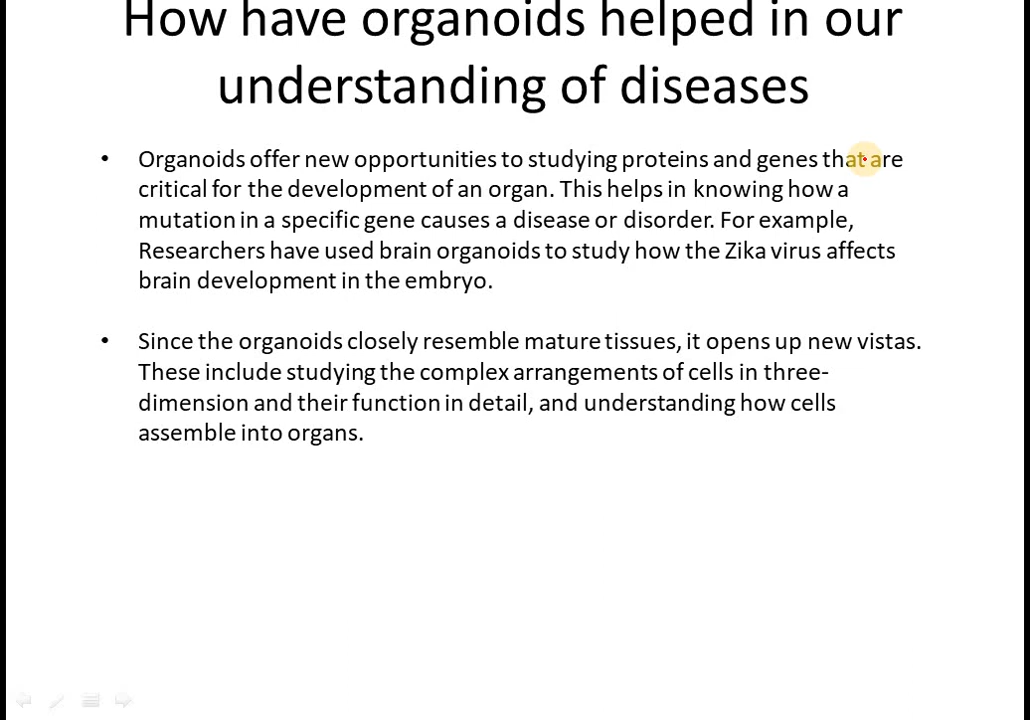 How have organoids helped in our
understanding of diseases
• Organoids offer new opportunities to studying proteins and genes that are
critical for the development of an organ. This helps in knowing how a
mutation in a specific gene causes a disease or disorder. For example,
Researchers have used brain organoids to study how the Zika virus affects
brain development in the embryo.
• Since the organoids closely resemble mature tissues, it opens up new vistas.
These include studying the complex arrangements of cells in three-
dimension and their function in detail, and understanding how cells
assemble into organs.